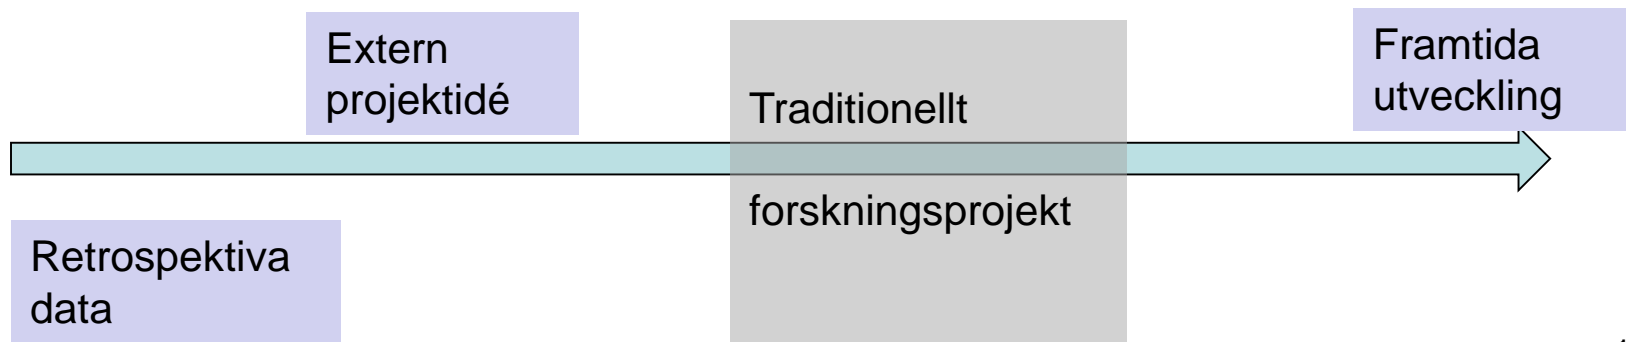 Extern
projektidé
Traditionellt
forskningsprojekt
Framtida
utveckling
Retrospektiva
data